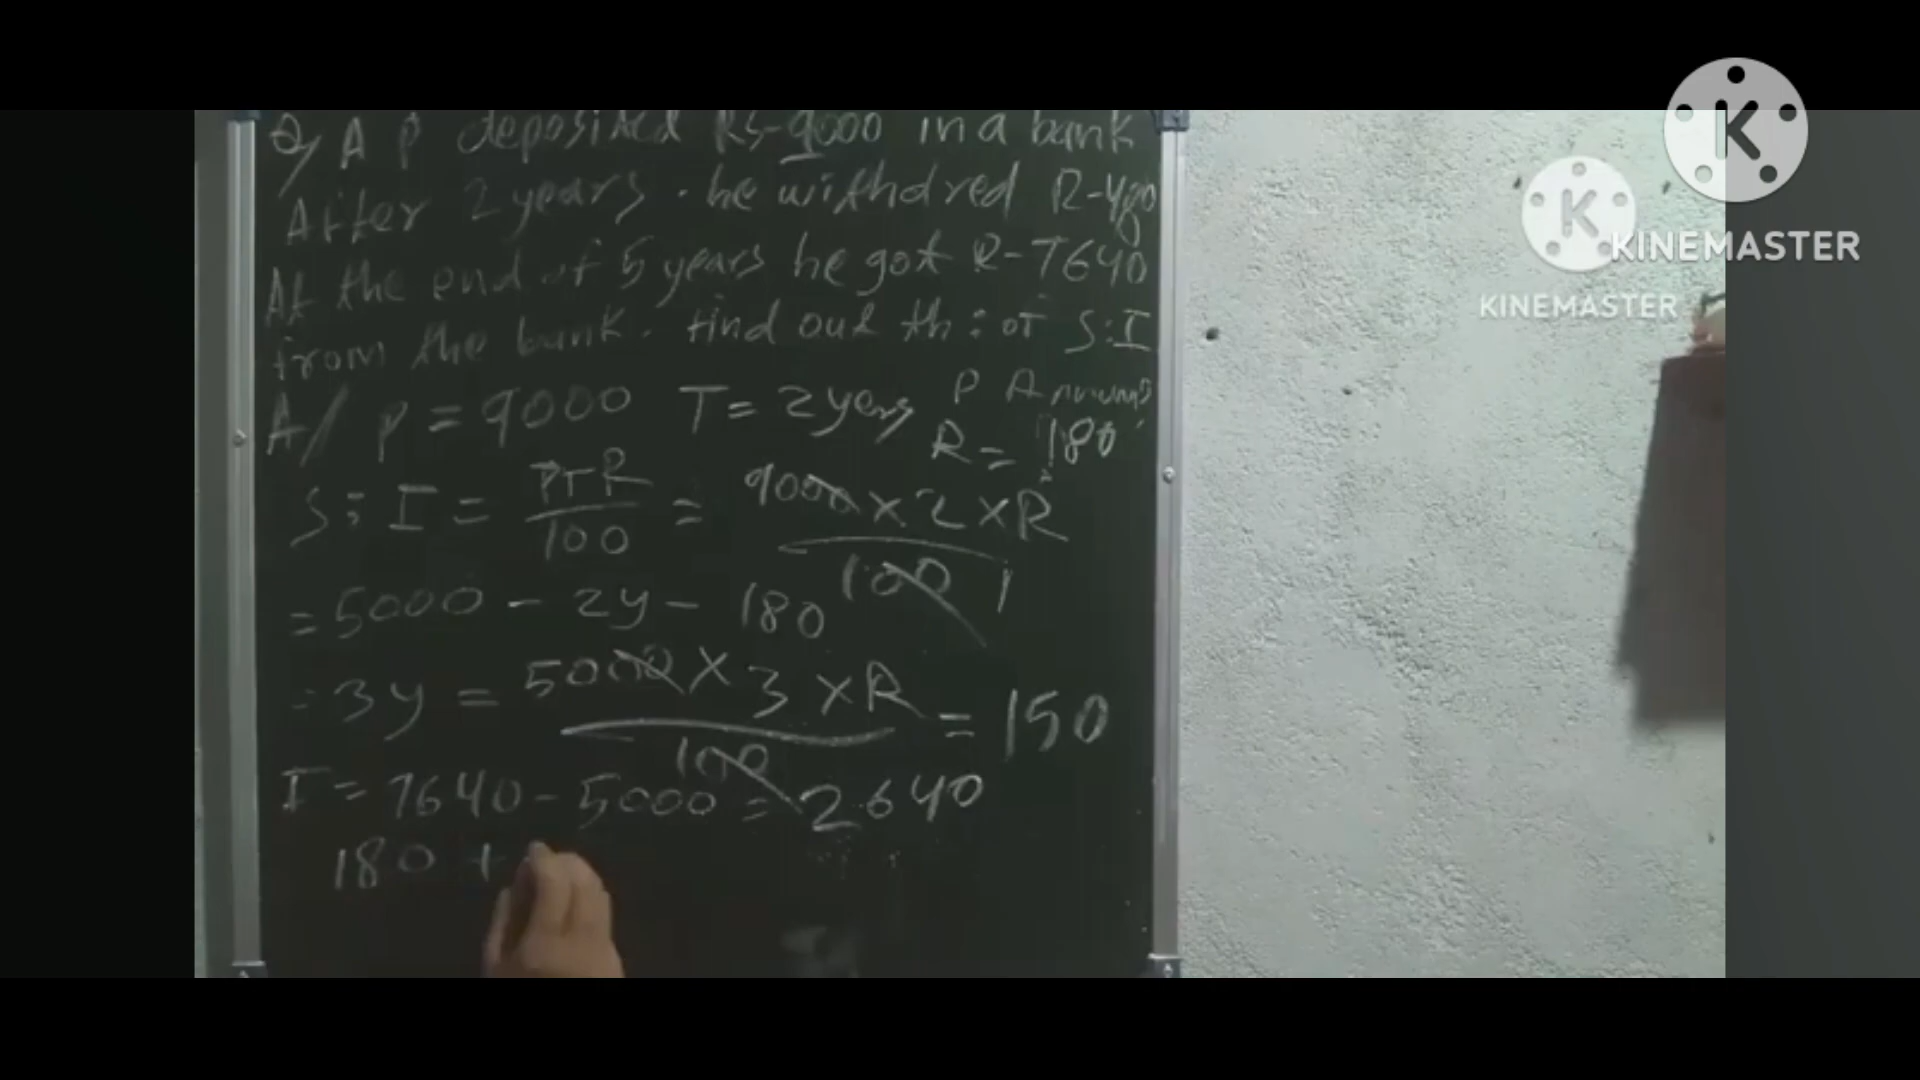 Q/ A P deposited Rs-9000 in a bank
After 2 years. he withdred R-4000
At the end of 5 years he got R-7640
from the bank. find out th: of S:I
P Annums
A/ P = 9000 T = 2 years
R = 180
S:I = PTR/100 = 9000 × 2 × R/100
= 5000 - 2y - 180
= 3y = 5000 × 3 × R/100 = 150
I = 7640 - 5000 = 2640
180 +
K
KINEMASTER
K
KINEMASTER